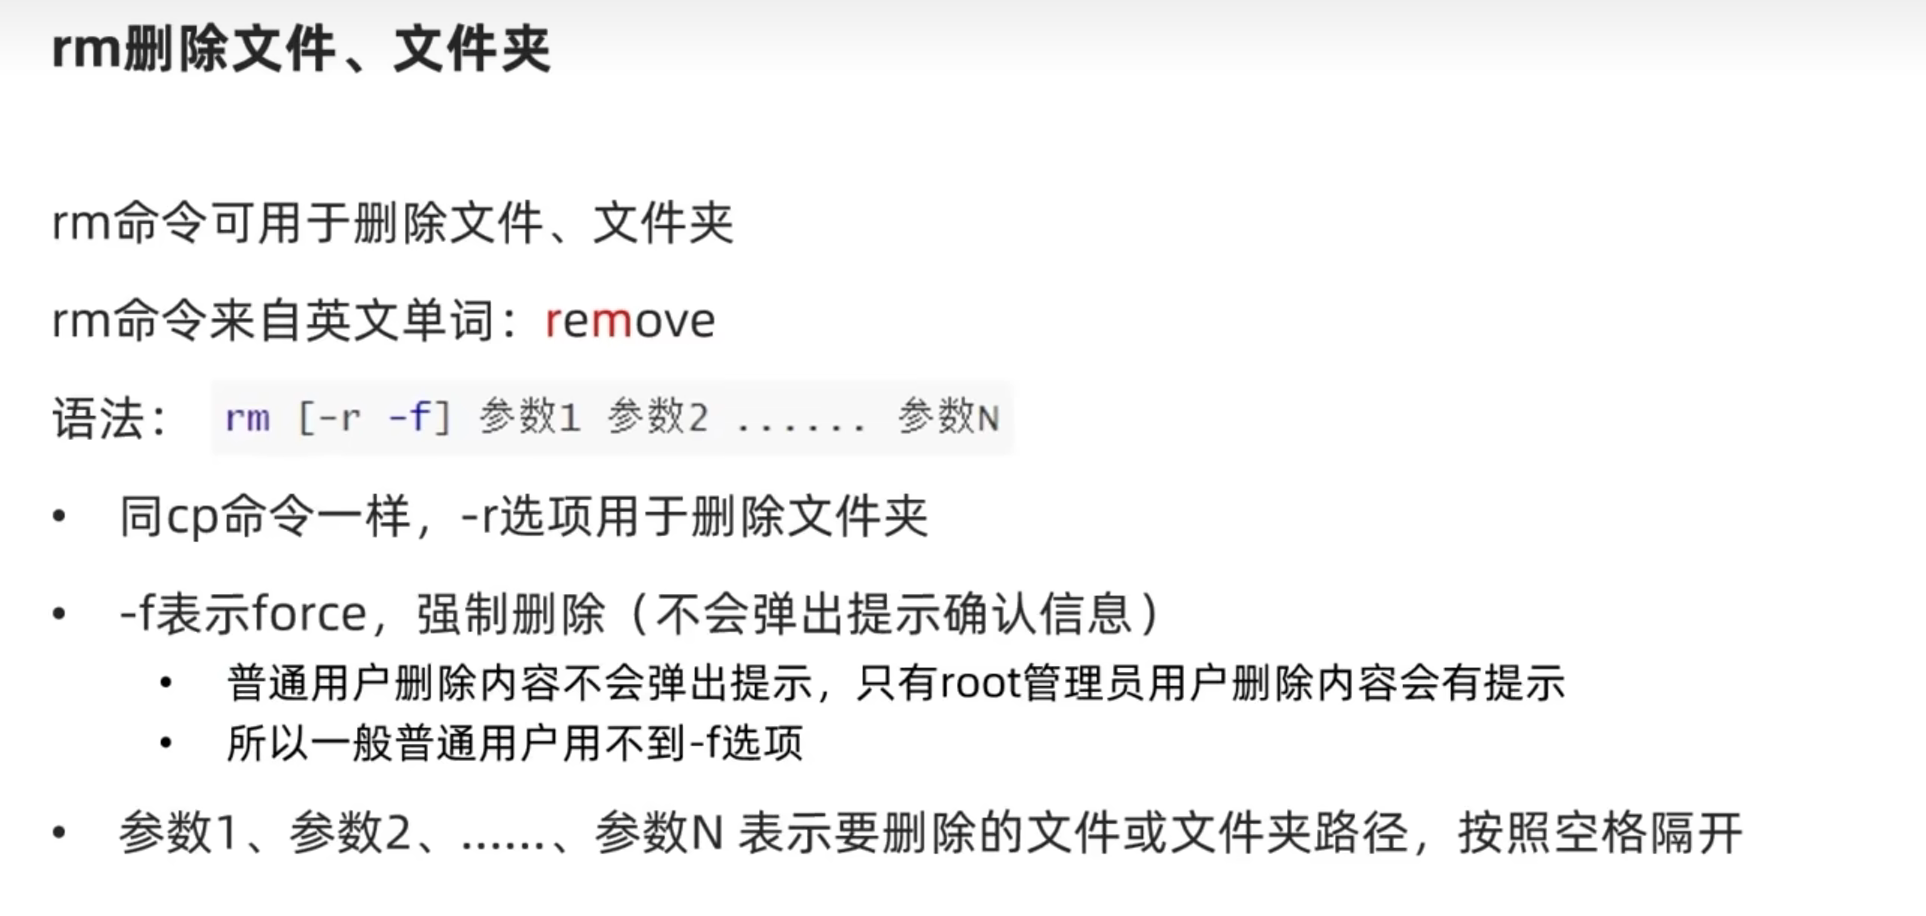 rm删除文件、文件夹
rm命令可用于删除文件、文件夹
rm命令来自英文单词：remove
语法： rm [-r -f] 参数1 参数2 ...... 参数N
• 同cp命令一样，-r选项用于删除文件夹
• -f表示force，强制删除（不会弹出提示确认信息）
• 普通用户删除内容不会弹出提示，只有root管理员用户删除内容会有提示
• 所以一般普通用户用不到-f选项
• 参数1、参数2、......、参数N 表示要删除的文件或文件夹路径，按照空格隔开